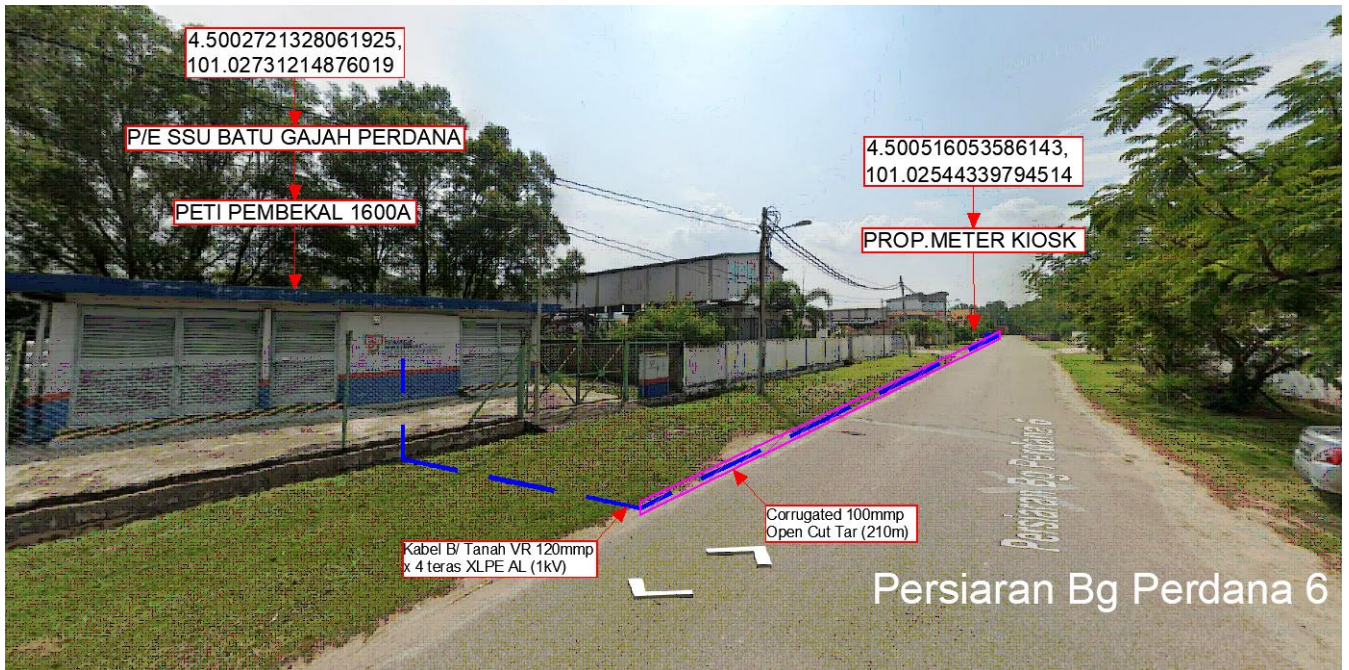 4.5002721328061925,
101.02731214876019
P/E SSU BATU GAJAH PERDANA
PETI PEMBEKAL 1600A
4.500516053586143,
101.02544339794514
PROP.METER KIOSK
Corrugated 100mmp
Open Cut Tar (210m)
Kabel B/ Tanah VR 120mmp
x 4 teras XLPE AL (1kV)
Persiaran Bg Perdana 6
Persiaran Bg Perdana 6